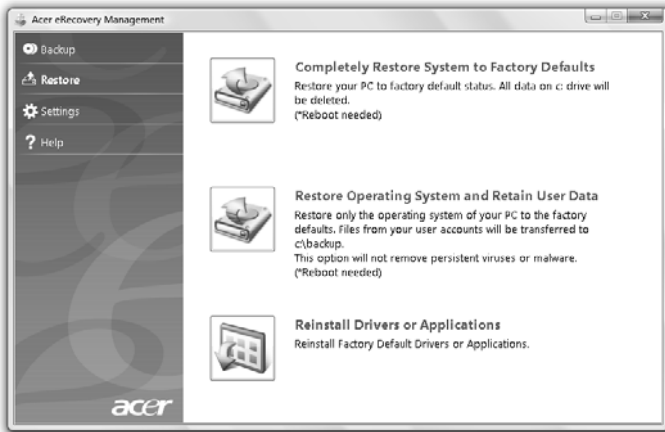 Acer eRecovery Management
Backup
Restore
Settings
Help
Completely Restore System to Factory Defaults
Restore your PC to factory default status. All data on c: drive will
be deleted.
(*Reboot needed)
Restore Operating System and Retain User Data
Restore only the operating system of your PC to the factory
defaults. Files from your user accounts will be transferred to
c:\backup.
This option will not remove persistent viruses or malware.
(*Reboot needed)
Reinstall Drivers or Applications
Reinstall Factory Default Drivers or Applications.
acer